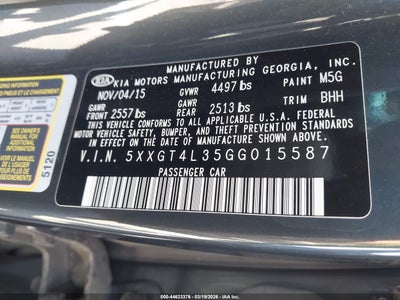 MANUFACTURED BY
KIA KIA MOTORS MANUFACTURING GEORGIA, INC.
NOV/04/15 GVWR 4497 lbs PAINT M5G
GAWR FRONT 2557 lbs GAWR REAR 2513 lbs TRIM BHH
THIS VEHICLE CONFORMS TO ALL APPLICABLE U.S. FEDERAL
MOTOR VEHICLE SAFETY, BUMPER, AND THEFT PREVENTION STANDARDS IN
EFFECT ON THE DATE OF MANUFACTURE SHOWN ABOVE.
V.I.N. 5XXGT4L35GG015587
PASSENGER CAR
5120
000-44623376 - 03/19/2026 - IAA Inc.